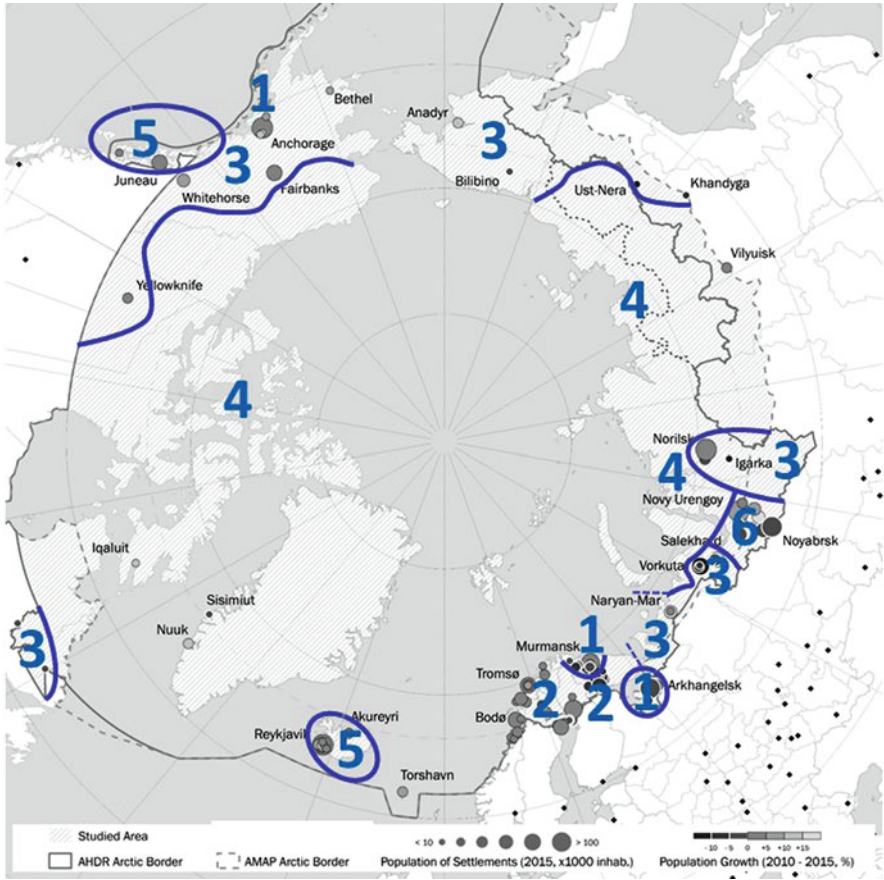 1
Bethel
Anadyr
5
Anchorage
3
3
Juneau
Whitehorse
Fairbanks
Bilibino
Ust-Nera
Khandyga
Vilyuisk
Yellowknife
4
4
Norilsk
Igarka
3
4
Novy Urengoy
6
Salekhard
Noyabrsk
Vorkuta
3
Iqaluit
Sisimiut
Naryan-Mar
Nuuk
3
1
3
Murmansk
Tromsø
2
2
1
Arkhangelsk
Bodø
Akureyri
Reykjavik
5
Torshavn
Studied Area
< 10
> 100
-10 -5 0 +5 +10 +15
AHDR Arctic Border
AMAP Arctic Border
Population of Settlements (2015, x1000 inhab.)
Population Growth (2010 - 2015, %)